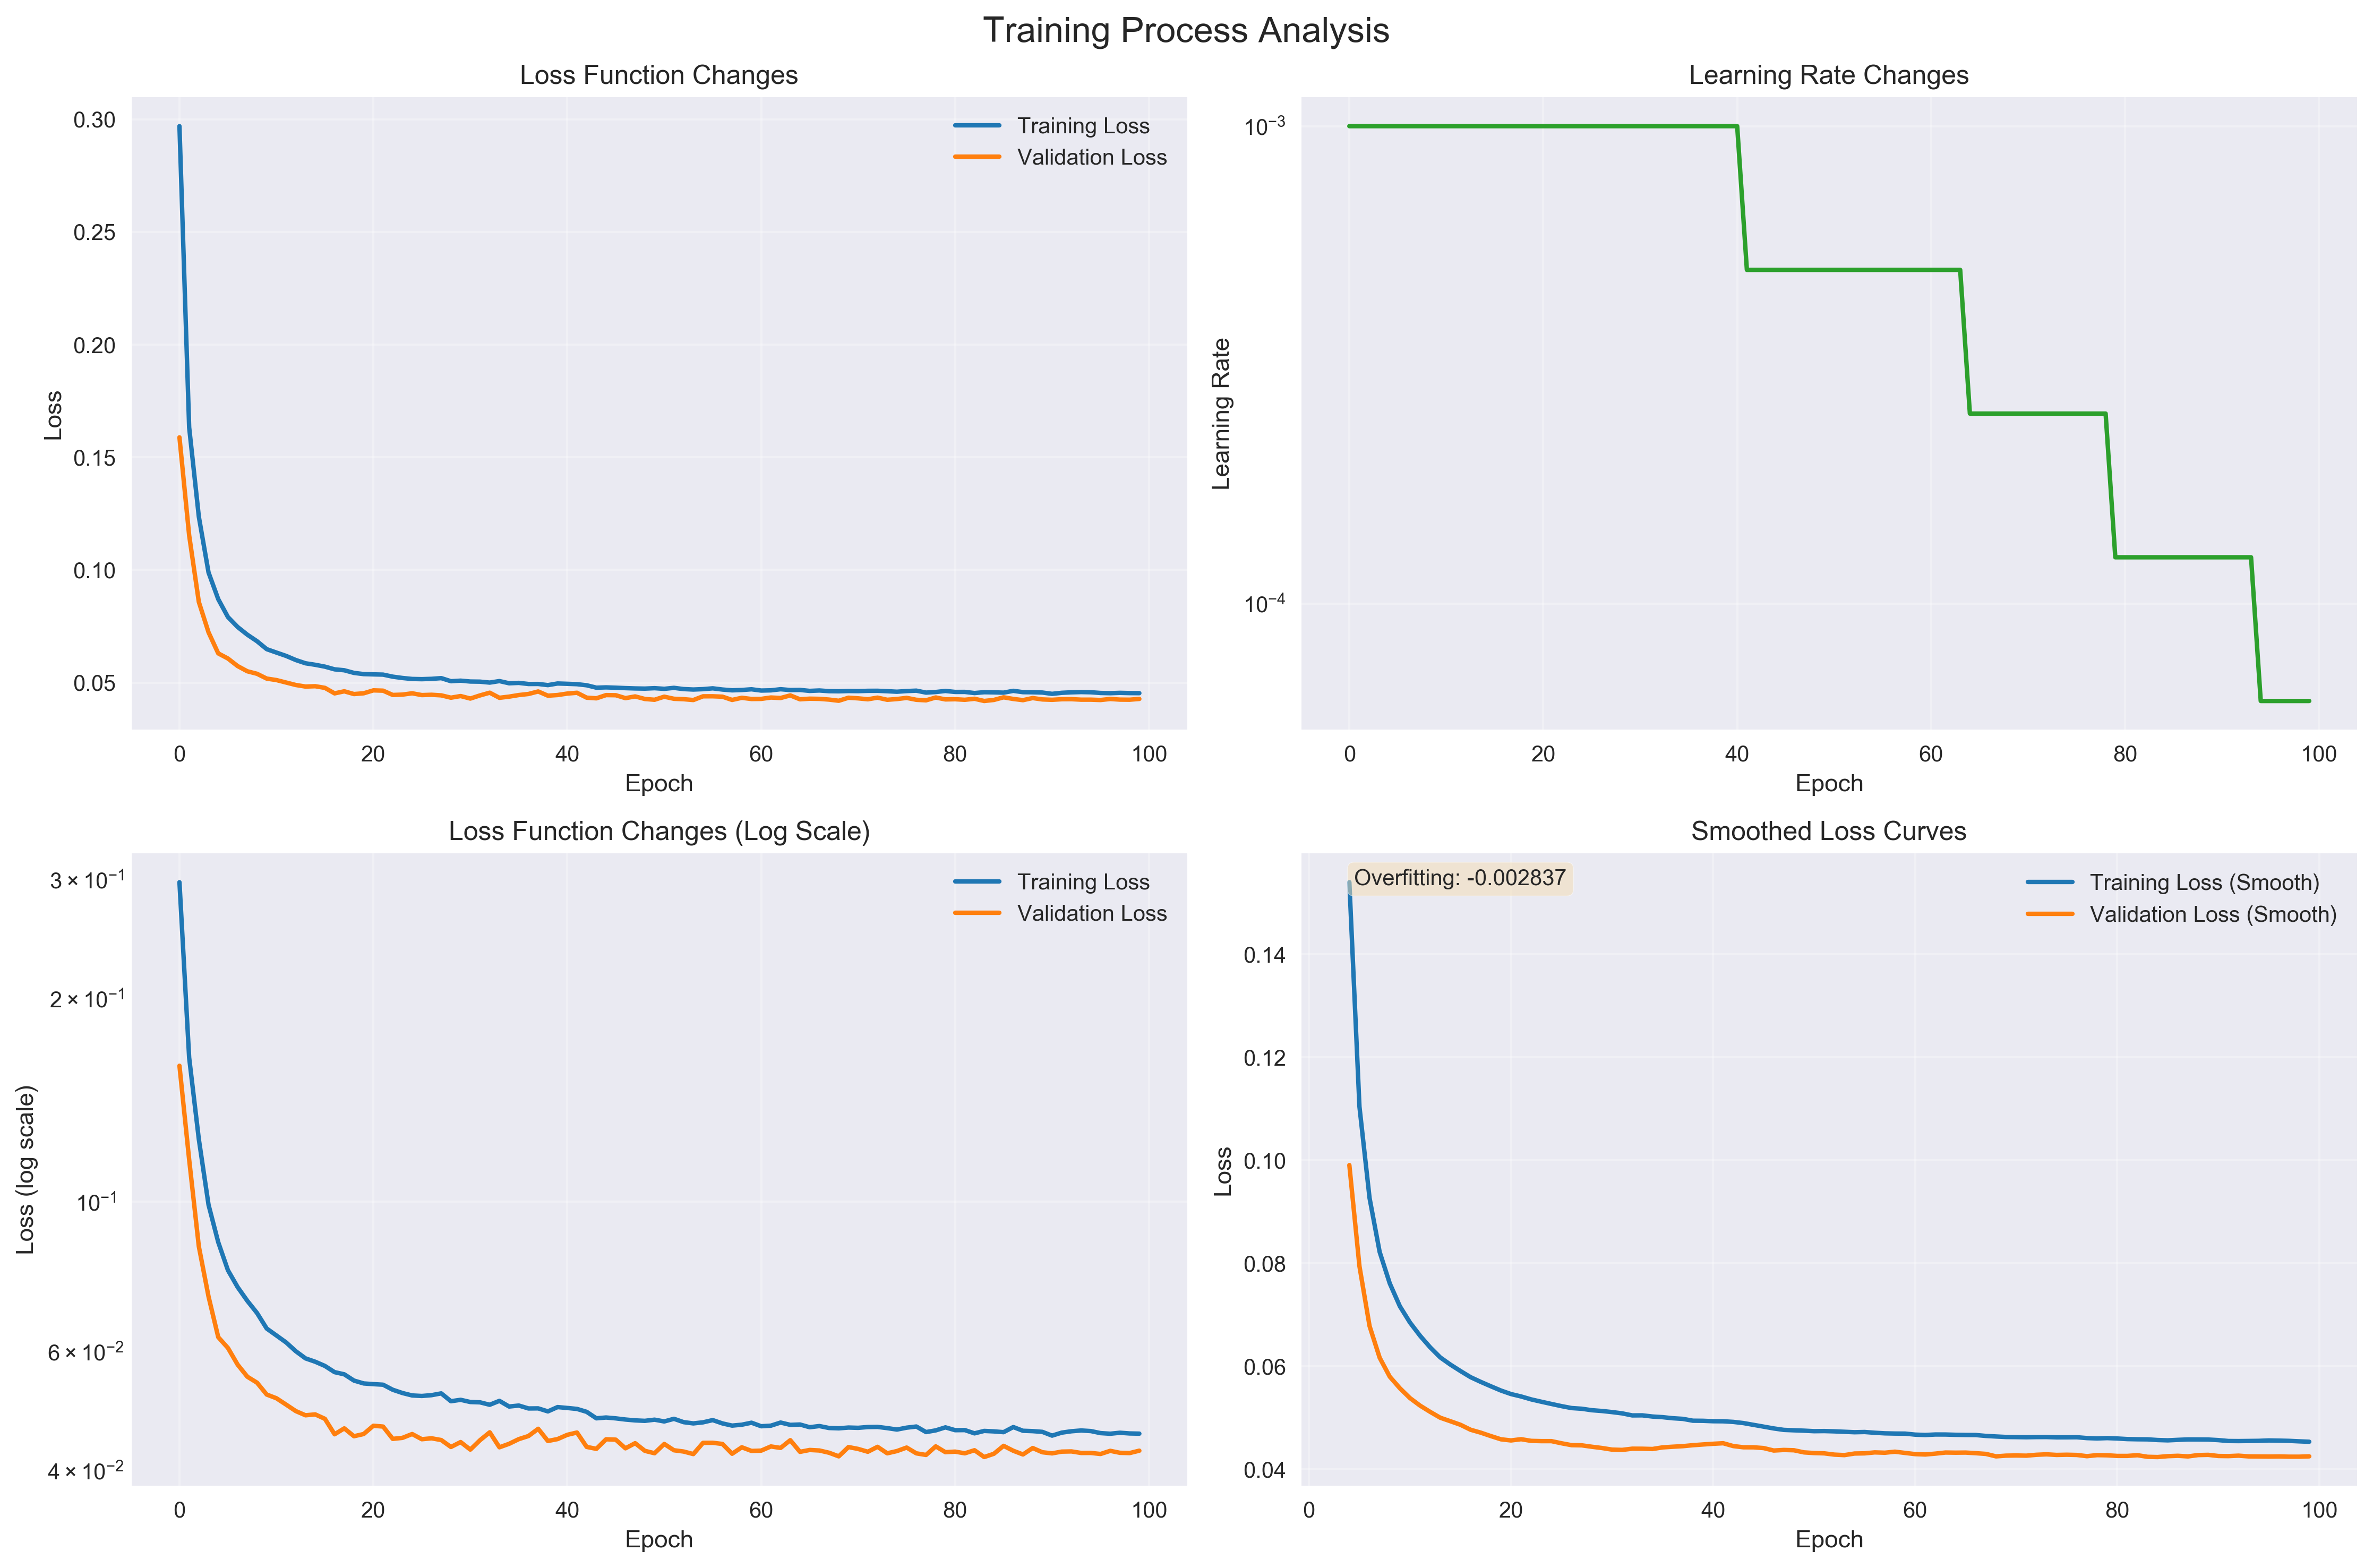 Training Process Analysis
Loss Function Changes
0.30
0.25
0.20
0.15
0.10
0.05
Loss
Training Loss
Validation Loss
0 20 40 60 80 100
Epoch
Learning Rate Changes
10⁻³
10⁻⁴
Learning Rate
0 20 40 60 80 100
Epoch
Loss Function Changes (Log Scale)
3 × 10⁻¹
2 × 10⁻¹
10⁻¹
6 × 10⁻²
4 × 10⁻²
Loss (log scale)
Training Loss
Validation Loss
0 20 40 60 80 100
Epoch
Smoothed Loss Curves
Overfitting: -0.002837
Training Loss (Smooth)
Validation Loss (Smooth)
0.14
0.12
0.10
0.08
0.06
0.04
Loss
0 20 40 60 80 100
Epoch